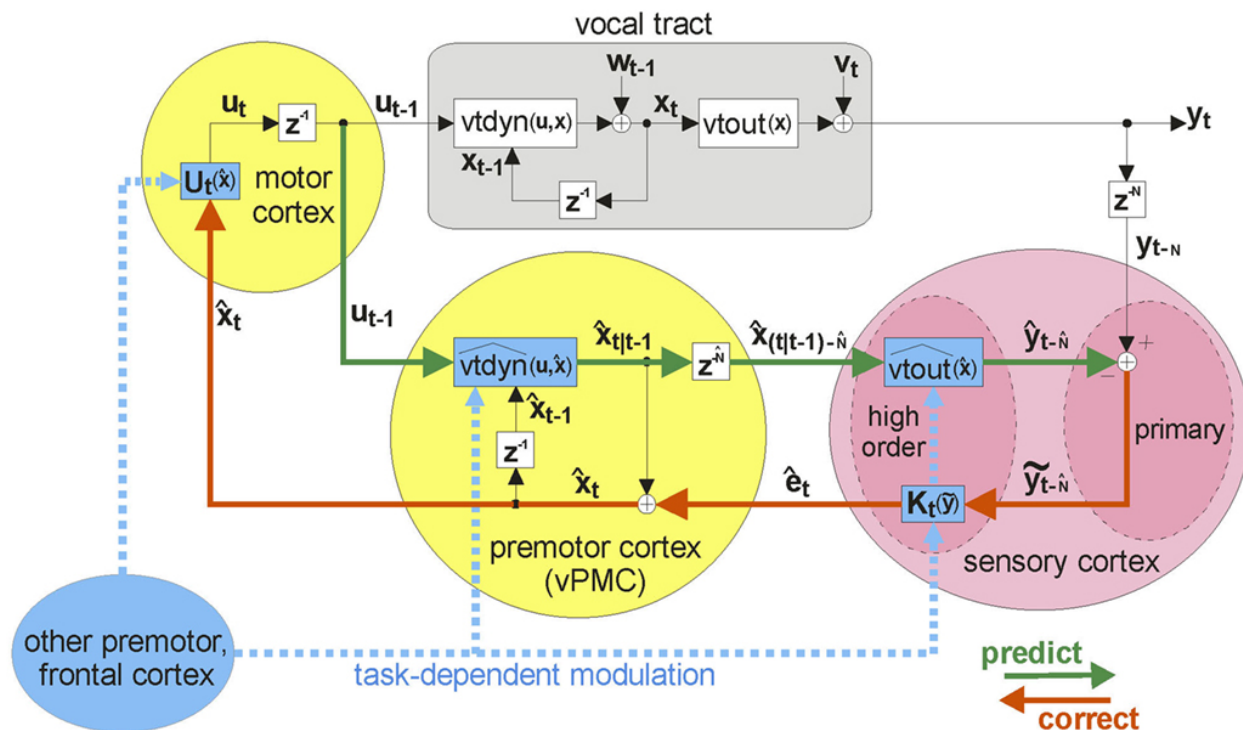 vocal tract
w_{t-1}
v_t
u_t
z^{-1}
u_{t-1}
vtdyn(u,x)
x_t
vtout(x)
y_t
x_{t-1}
z^{-1}
U_t(x̂)
motor
cortex
z^{-N}
y_{t-N}
x̂_t
u_{t-1}
x̂_{t|t-1}
x̂_{(t|t-1)-N̂}
ŷ_{t-N̂}
+
−
vtdyn(u,x̂)
z^{-N̂}
vtout(x̂)
x̂_{t-1}
z^{-1}
high
order
primary
x̂_t
ê_t
K_t(ỹ)
ỹ_{t-N̂}
premotor cortex
(vPMC)
sensory cortex
other premotor,
frontal cortex
task-dependent modulation
predict
correct